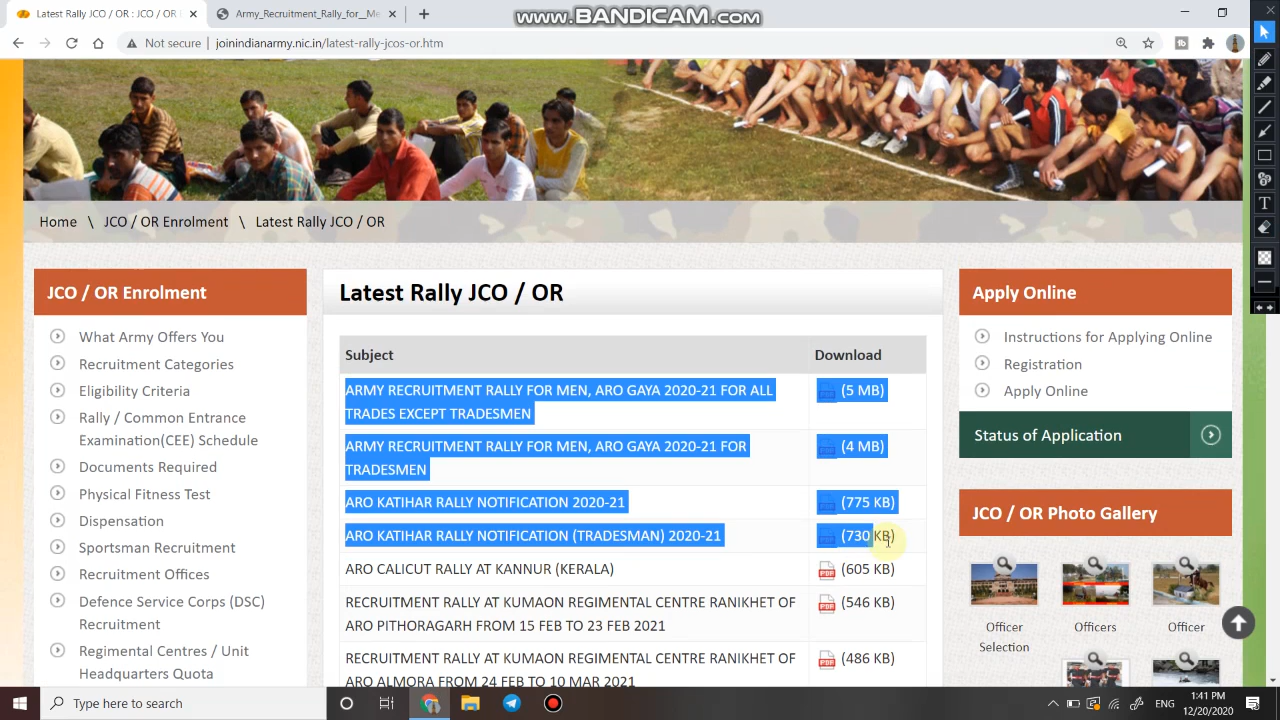 Latest Rally JCO / OR : JCO / OR
Army_Recruitment_Rally_for__Me
www.BANDICAM.com
Not secure
joinindianarmy.nic.in/latest-rally-jcos-or.htm
Home \ JCO / OR Enrolment \ Latest Rally JCO / OR
JCO / OR Enrolment
What Army Offers You
Recruitment Categories
Eligibility Criteria
Rally / Common Entrance
Examination(CEE) Schedule
Documents Required
Physical Fitness Test
Dispensation
Sportsman Recruitment
Recruitment Offices
Defence Service Corps (DSC)
Recruitment
Regimental Centres / Unit
Headquarters Quota
Latest Rally JCO / OR
Subject Download
ARMY RECRUITMENT RALLY FOR MEN, ARO GAYA 2020-21 FOR ALL (5 MB)
TRADES EXCEPT TRADESMEN
ARMY RECRUITMENT RALLY FOR MEN, ARO GAYA 2020-21 FOR (4 MB)
TRADESMEN
ARO KATIHAR RALLY NOTIFICATION 2020-21 (775 KB)
ARO KATIHAR RALLY NOTIFICATION (TRADESMAN) 2020-21 (730 KB)
ARO CALICUT RALLY AT KANNUR (KERALA) (605 KB)
RECRUITMENT RALLY AT KUMAON REGIMENTAL CENTRE RANIKHET OF (546 KB)
ARO PITHORAGARH FROM 15 FEB TO 23 FEB 2021
RECRUITMENT RALLY AT KUMAON REGIMENTAL CENTRE RANIKHET OF (486 KB)
ARO ALMORA FROM 24 FEB TO 10 MAR 2021
Apply Online
Instructions for Applying Online
Registration
Apply Online
Status of Application
JCO / OR Photo Gallery
Officer
Selection
Officers
Officer
Type here to search
ENG
1:41 PM
12/20/2020